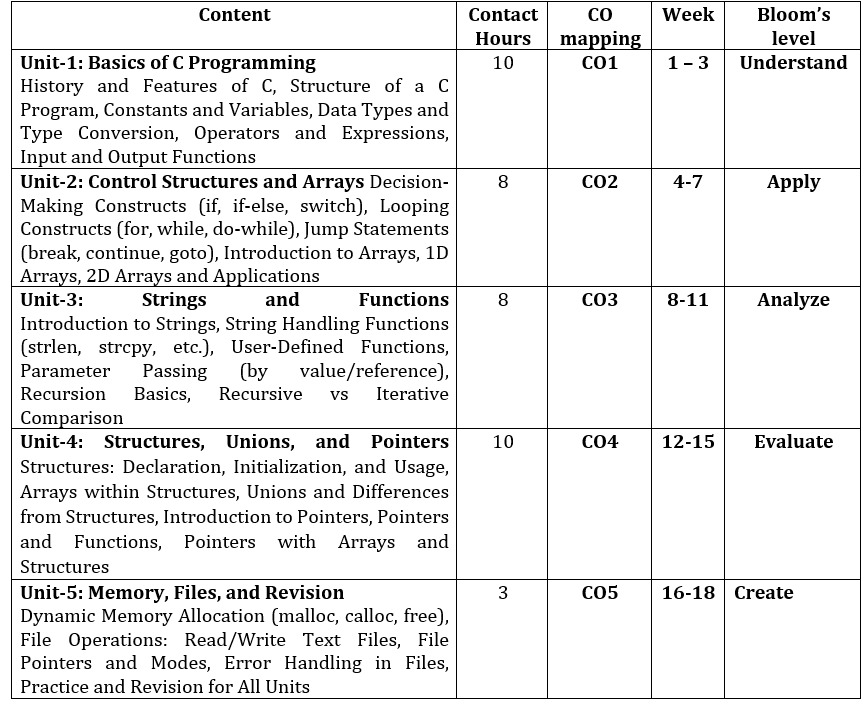 Content Contact CO Week Bloom’s
Hours mapping level
Unit-1: Basics of C Programming 10 CO1 1 – 3 Understand
History and Features of C, Structure of a C
Program, Constants and Variables, Data Types and
Type Conversion, Operators and Expressions,
Input and Output Functions
Unit-2: Control Structures and Arrays Decision- 8 CO2 4-7 Apply
Making Constructs (if, if-else, switch), Looping
Constructs (for, while, do-while), Jump Statements
(break, continue, goto), Introduction to Arrays, 1D
Arrays, 2D Arrays and Applications
Unit-3: Strings and Functions 8 CO3 8-11 Analyze
Introduction to Strings, String Handling Functions
(strlen, strcpy, etc.), User-Defined Functions,
Parameter Passing (by value/reference),
Recursion Basics, Recursive vs Iterative
Comparison
Unit-4: Structures, Unions, and Pointers 10 CO4 12-15 Evaluate
Structures: Declaration, Initialization, and Usage,
Arrays within Structures, Unions and Differences
from Structures, Introduction to Pointers, Pointers
and Functions, Pointers with Arrays and
Structures
Unit-5: Memory, Files, and Revision 3 CO5 16-18 Create
Dynamic Memory Allocation (malloc, calloc, free),
File Operations: Read/Write Text Files, File
Pointers and Modes, Error Handling in Files,
Practice and Revision for All Units